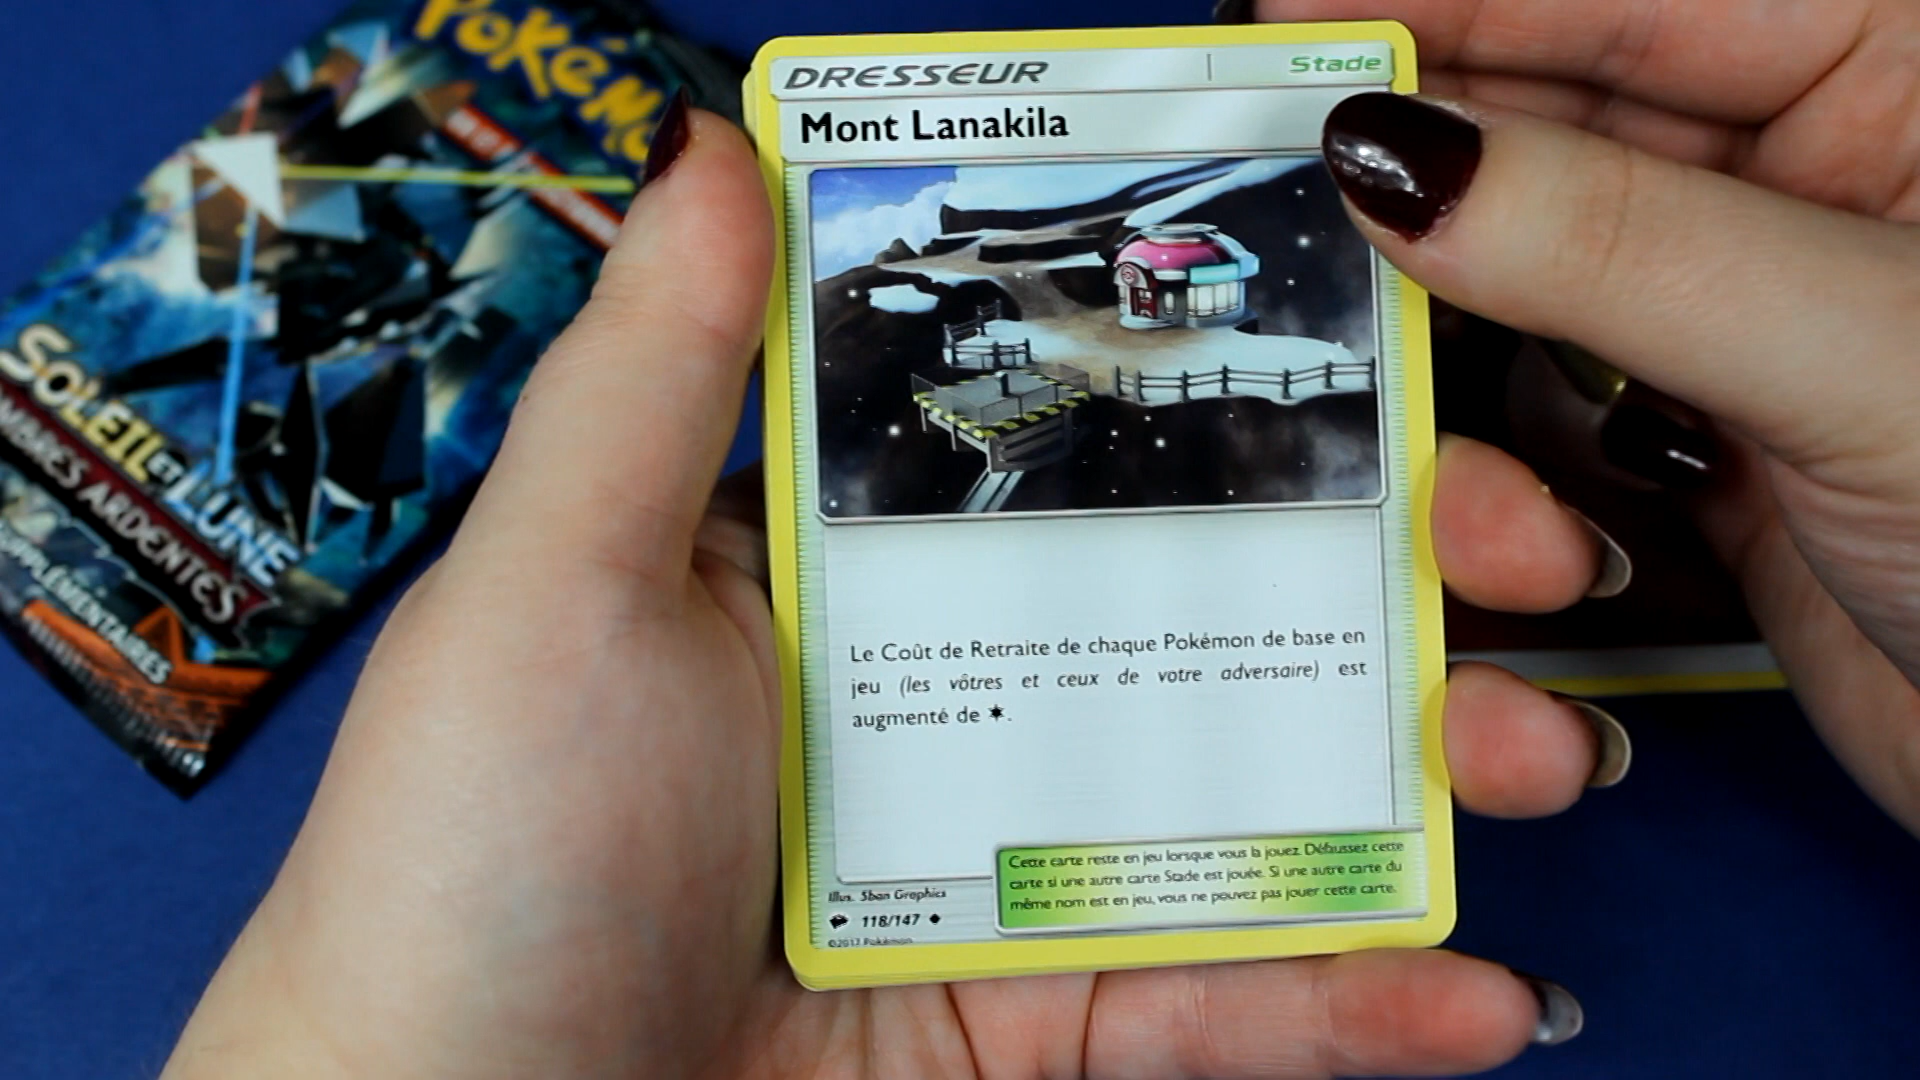 POKÉMO
SOLEIL ET LUNE
OMBRES ARDENTES
SUPPLÉMENTAIRES
DRESSEUR
Stade
Mont Lanakila
Le Coût de Retraite de chaque Pokémon de base en
jeu (les vôtres et ceux de votre adversaire) est
augmenté de ✶.
Cette carte reste en jeu lorsque vous la jouez. Défaussez cette
carte si une autre carte Stade est jouée. Si une autre carte du
même nom est en jeu, vous ne pouvez pas jouer cette carte.
Illus. 5ban Graphics
118/147 ◆
©2017 Pokémon